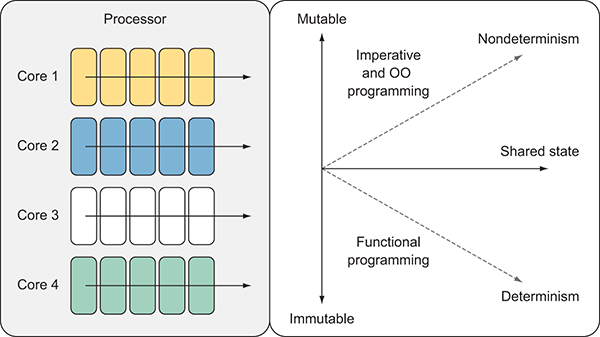 Processor
Core 1
Core 2
Core 3
Core 4
Mutable
Nondeterminism
Imperative
and OO
programming
Shared state
Functional
programming
Determinism
Immutable